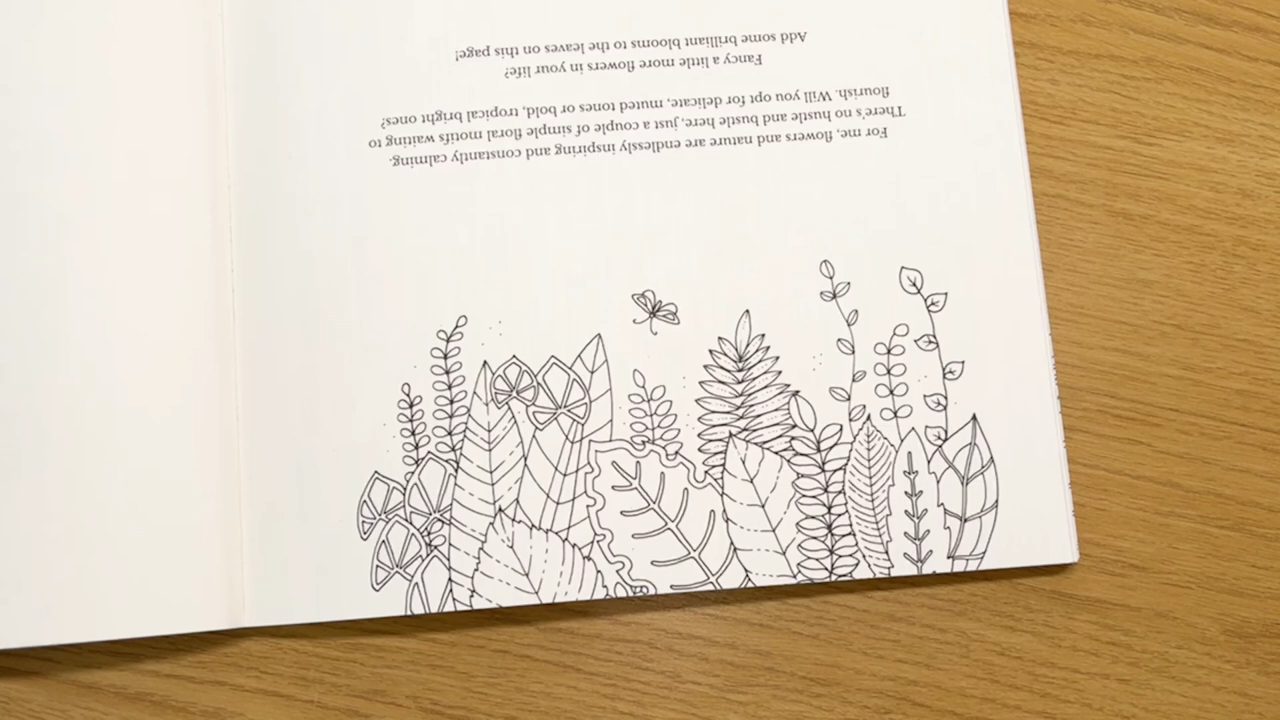 For me, flowers and nature are endlessly inspiring and constantly calming.
There's no hustle and bustle here, just a couple of simple floral motifs waiting to
flourish. Will you opt for delicate, muted tones or bold, tropical bright ones?
Fancy a little more flowers in your life?
Add some brilliant blooms to the leaves on this page!